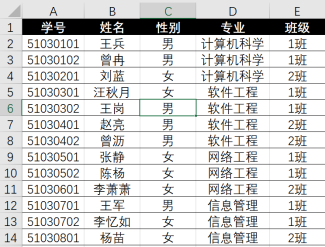 A B C D E
1 学号 姓名 性别 专业 班级
2 51030101 王兵 男 计算机科学 1班
3 51030102 曾冉 男 计算机科学 1班
4 51030201 刘蓝 女 计算机科学 2班
5 51030301 汪秋月 女 软件工程 1班
6 51030302 王岗 男 软件工程 1班
7 51030401 赵亮 男 软件工程 2班
8 51030402 曾沥 男 软件工程 2班
9 51030501 张静 女 网络工程 1班
10 51030502 陈杨 女 网络工程 1班
11 51030601 李萧萧 女 网络工程 2班
12 51030701 王军 男 信息管理 1班
13 51030702 李忆如 女 信息管理 1班
14 51030801 杨苗 女 信息管理 2班